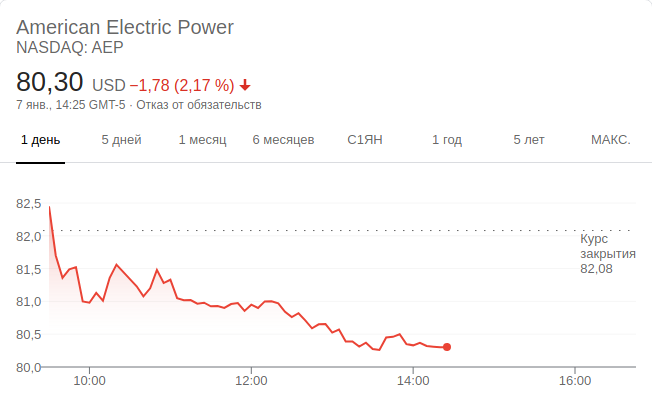 American Electric Power
NASDAQ: AEP
80,30 USD −1,78 (2,17 %)
7 янв., 14:25 GMT-5 · Отказ от обязательств
1 день 5 дней 1 месяц 6 месяцев С1ЯН 1 год 5 лет МАКС.
82,5
82,0
Курс
закрытия
81,5
82,08
81,0
80,5
80,0
10:00 12:00 14:00 16:00